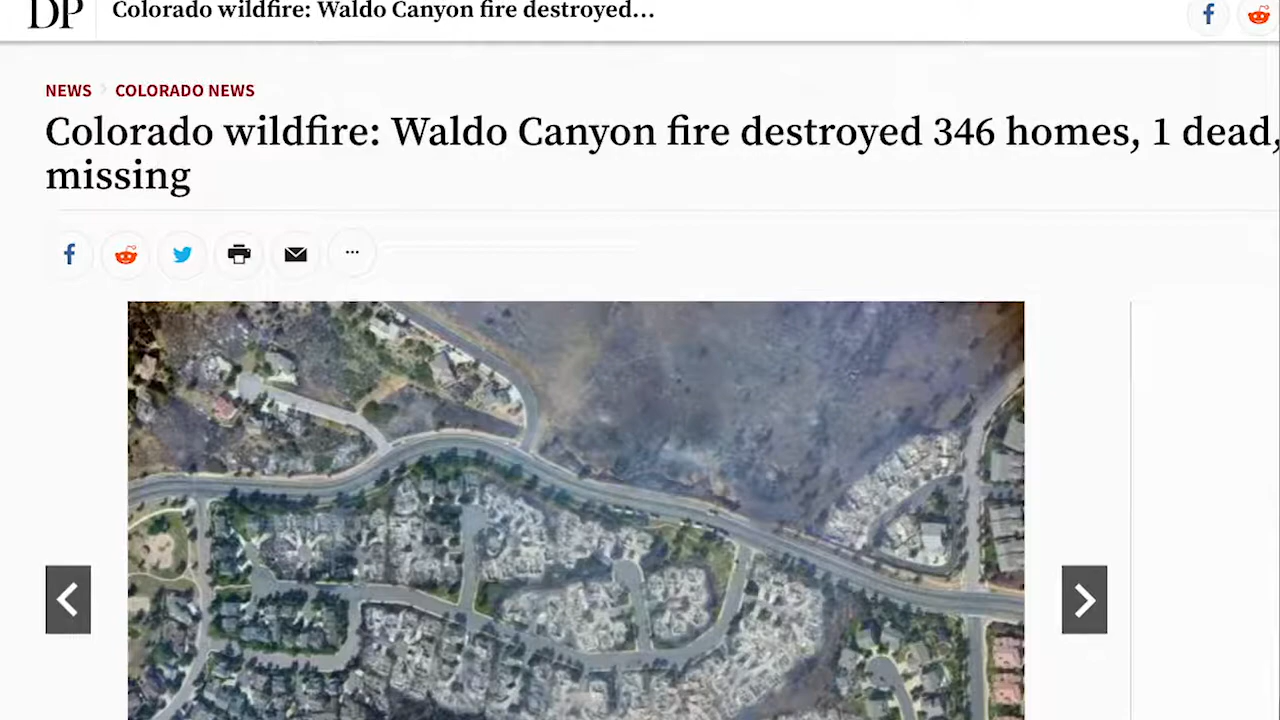 DP Colorado wildfire: Waldo Canyon fire destroyed...
NEWS COLORADO NEWS
Colorado wildfire: Waldo Canyon fire destroyed 346 homes, 1 dead,
missing